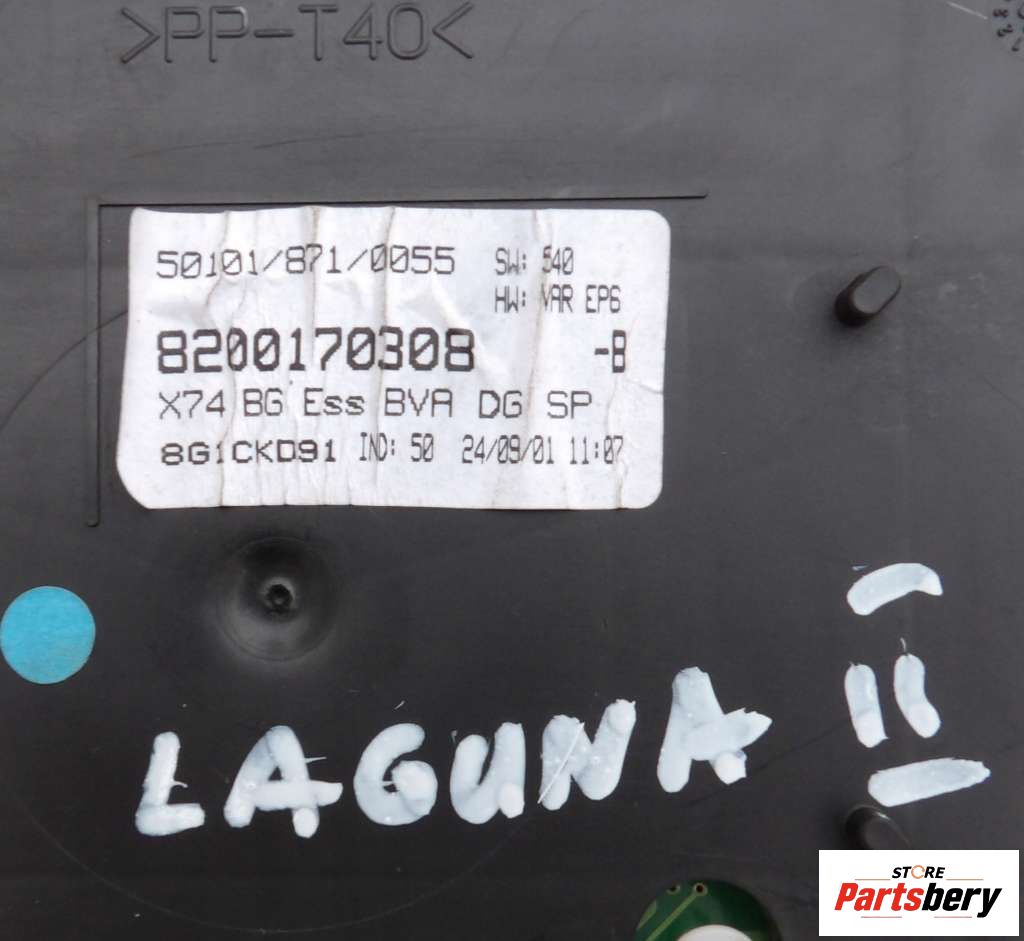 >PP-T40<
50101/871/0055 SW: 540
HW: VAR EPG
8200170308 -B
X74 BG Ess BVA DG SP
8G1CKD91 IND: 50 24/09/01 11:07
LAGUNA II
STORE
Partsbery